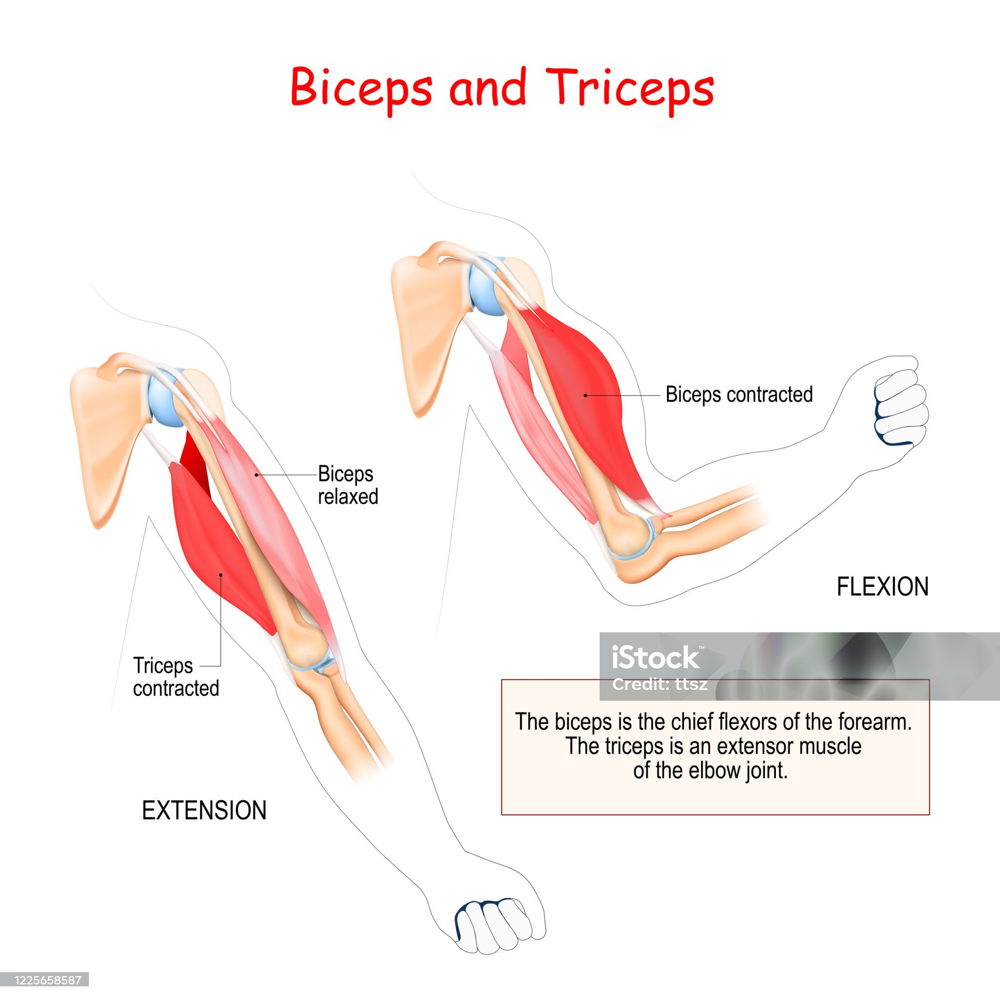 Biceps and Triceps
Biceps contracted
Biceps
relaxed
FLEXION
Triceps
contracted
iStock™
Credit: ttsz
The biceps is the chief flexors of the forearm.
The triceps is an extensor muscle
of the elbow joint.
EXTENSION
1225658587